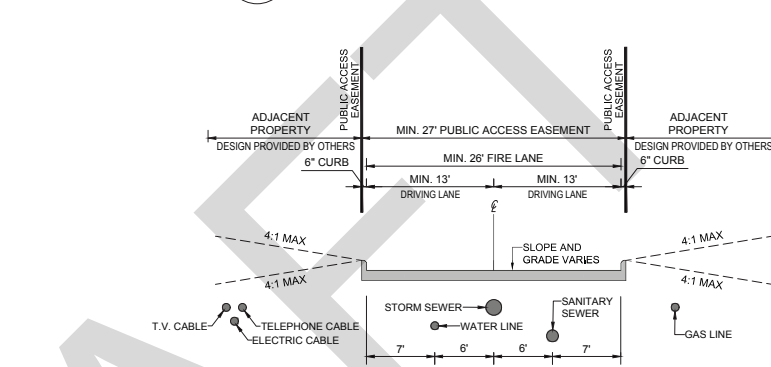 PUBLIC ACCESS
EASEMENT
PUBLIC ACCESS
EASEMENT
ADJACENT
PROPERTY
MIN. 27' PUBLIC ACCESS EASEMENT
ADJACENT
PROPERTY
DESIGN PROVIDED BY OTHERS
DESIGN PROVIDED BY OTHERS
6" CURB
MIN. 26' FIRE LANE
6" CURB
MIN. 13'
MIN. 13'
DRIVING LANE
DRIVING LANE
4:1 MAX
SLOPE AND
GRADE VARIES
4:1 MAX
4:1 MAX
4:1 MAX
STORM SEWER
SANITARY
SEWER
T.V. CABLE
TELEPHONE CABLE
WATER LINE
ELECTRIC CABLE
GAS LINE
7'
6'
6'
7'